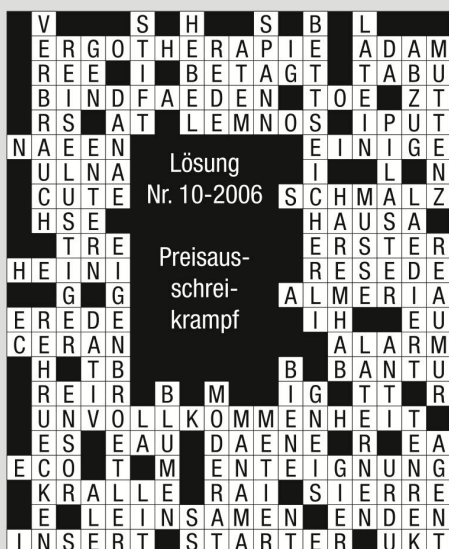 V S H S B L
ERGOTHERAPIE ADAM
REE I BETAGT TABU
BINDFAEDEN TOE ZT
RS AT LEMNOS IPUT
NAEEN EINIGE
ULNA I L N
CUTE SCHMALZ
HSE HAUSA
TRE ERSTER
HEINI RESEDE
G G ALMERIA
EREDE I H EU
CERAN ALARM
H TB B BANTU
REIR B M IG TT R
UNVOLLKOMMENHEIT
ES EAU DAENE R EA
ECO T M ENTEIGNUNG
KRALLE RAI SIERRE
E LEINSAMEN ENDEN
INSERT STARTER UKT
Lösung
Nr. 10-2006
Preisaus-
schrei-
krampf